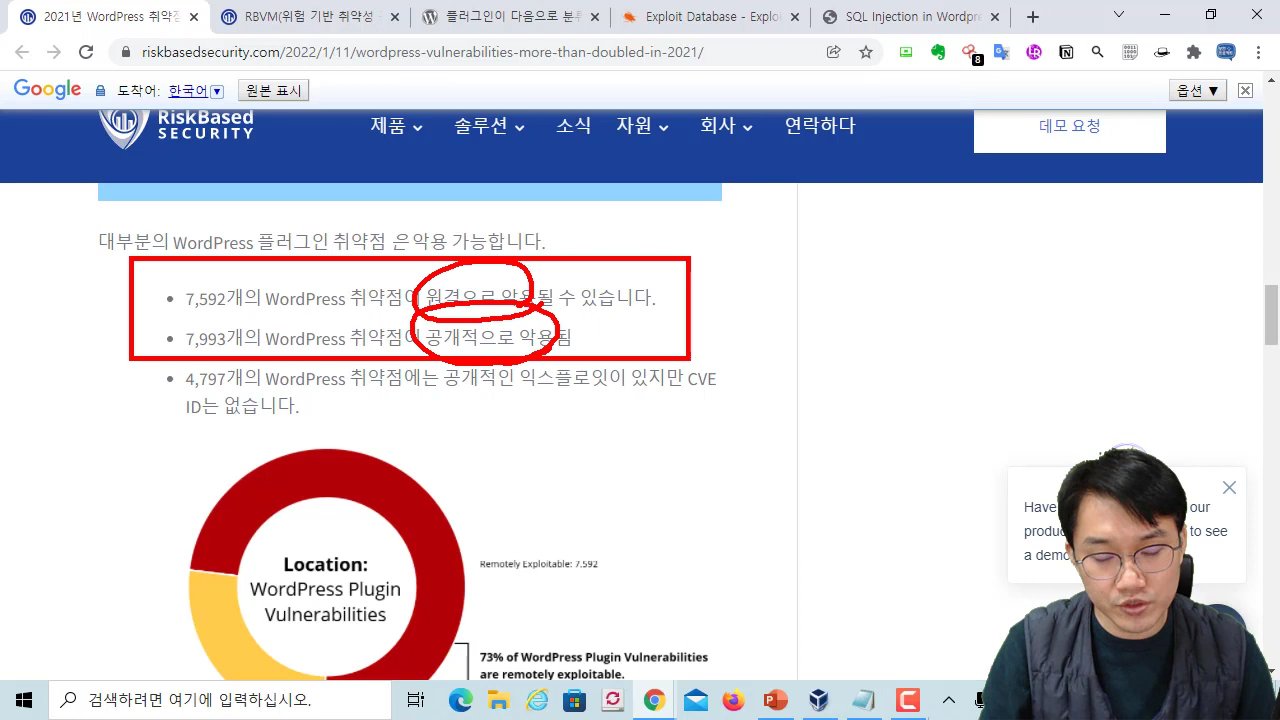 2021년 WordPress 취약점
RBVM(위험 기반 취약성
플러그인이 다음으로 분류
Exploit Database - Exploi
SQL Injection in Wordpre
riskbasedsecurity.com/2022/1/11/wordpress-vulnerabilities-more-than-doubled-in-2021/
8
Google 도착어: 한국어 원본 표시 옵션 ▼
RiskBased
SECURITY
제품 솔루션 소식 자원 회사 연락하다
데모 요청
대부분의 WordPress 플러그인 취약점 은악용 가능합니다.
7,592개의 WordPress 취약점이 원격으로 악용될 수 있습니다.
7,993개의 WordPress 취약점이 공개적으로 악용됨
4,797개의 WordPress 취약점에는 공개적인 익스플로잇이 있지만 CVE
ID는 없습니다.
Location:
WordPress Plugin
Vulnerabilities
Remotely Exploitable: 7,592
73% of WordPress Plugin Vulnerabilities
are remotely exploitable.
Have our
to see
a demo
검색하려면 여기에 입력하십시오.